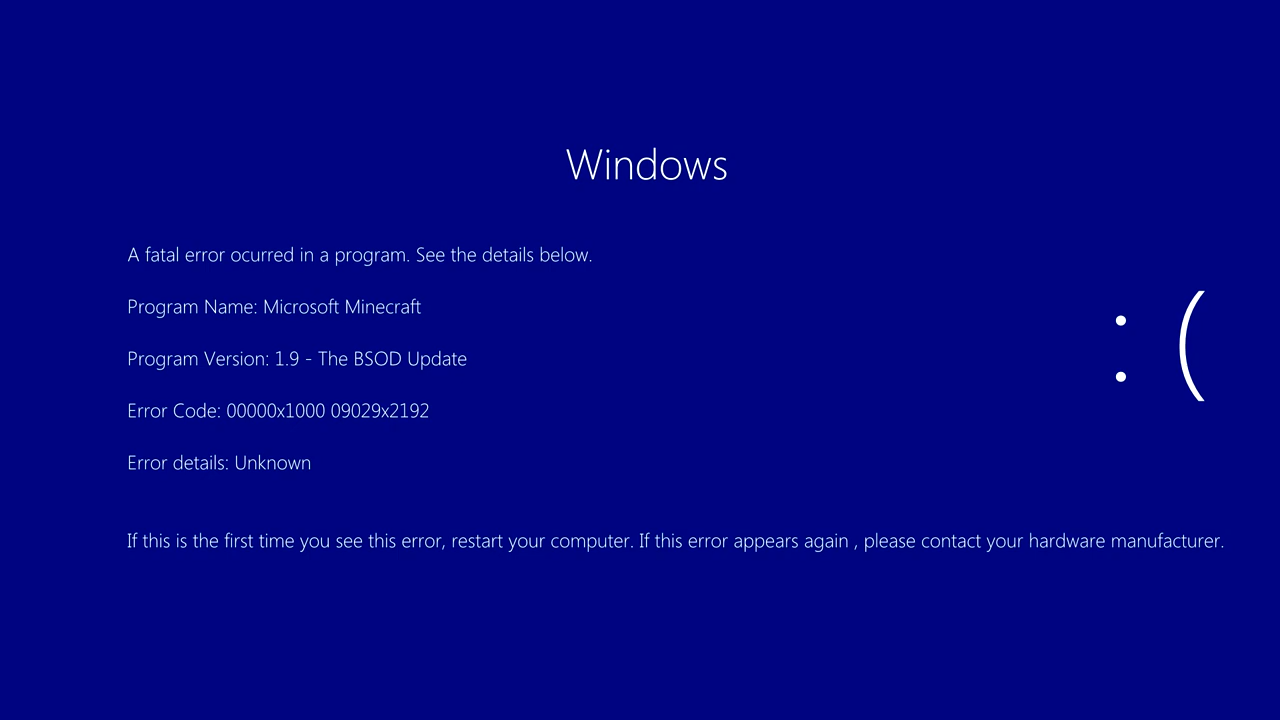 Windows
A fatal error ocurred in a program. See the details below.
Program Name: Microsoft Minecraft
Program Version: 1.9 - The BSOD Update
Error Code: 00000x1000 09029x2192
: (
Error details: Unknown
If this is the first time you see this error, restart your computer. If this error appears again , please contact your hardware manufacturer.